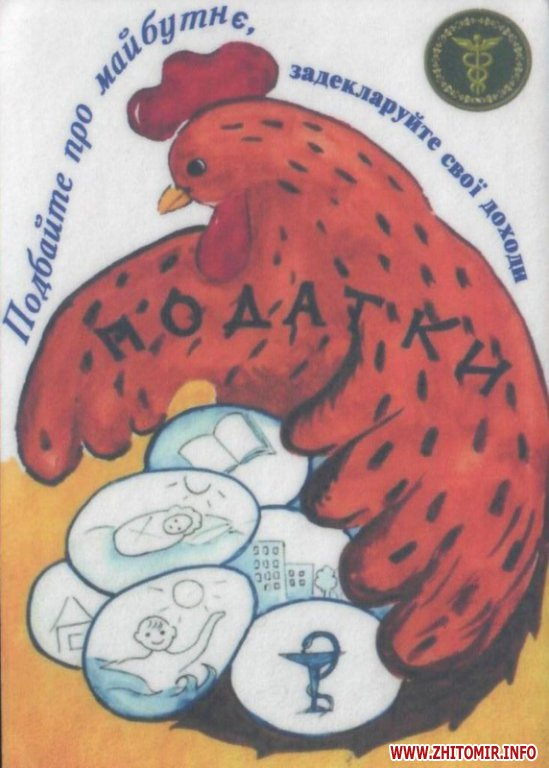 Подбайте про майбутнє,
задекларуйте свої доходи
ПОДАТКИ
WWW.ZHITOMIR.INFO